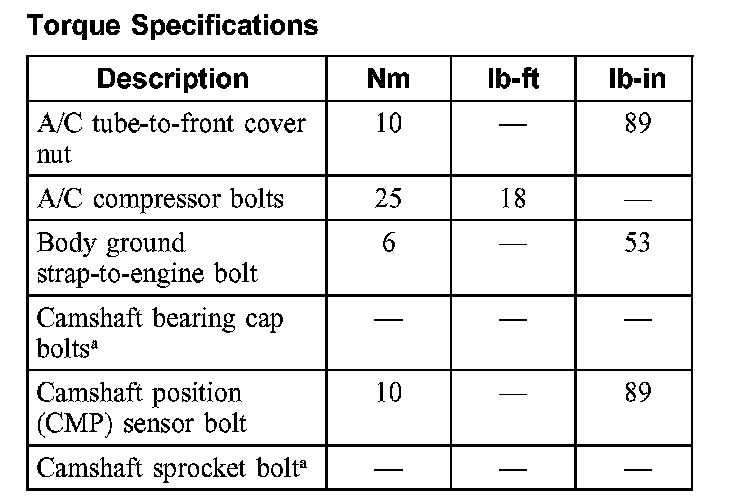 Torque Specifications
Description Nm lb-ft lb-in
A/C tube-to-front cover 10 — 89
nut
A/C compressor bolts 25 18 —
Body ground 6 — 53
strap-to-engine bolt
Camshaft bearing cap — — —
boltsᵃ
Camshaft position 10 — 89
(CMP) sensor bolt
Camshaft sprocket boltᵃ — — —